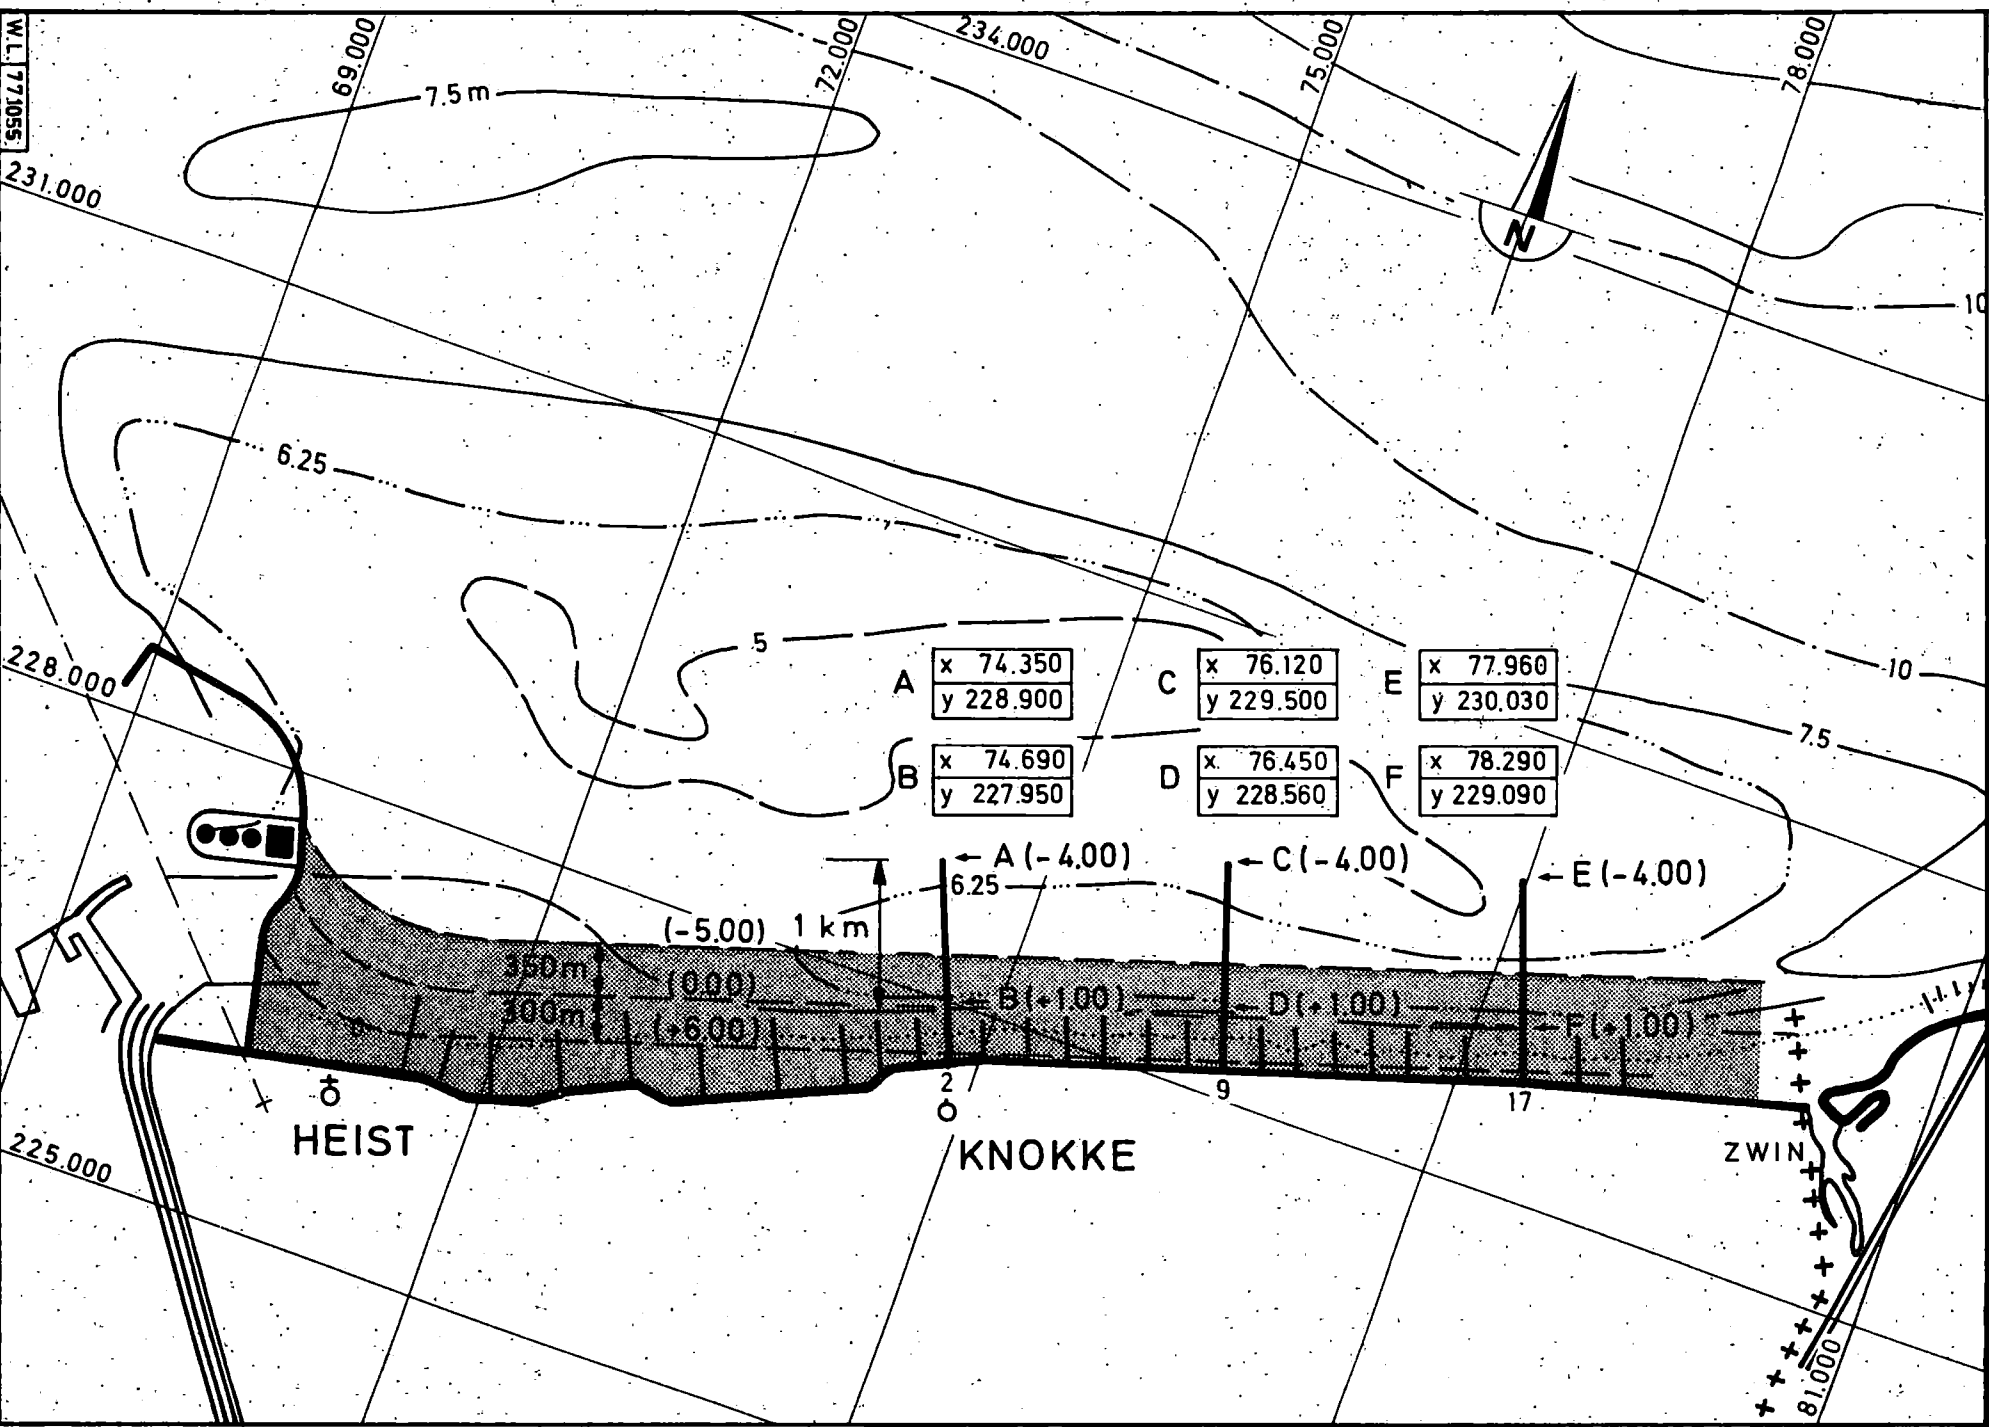 W.L. 77.1055.
69.000
72.000
234.000
75.000
78.000
7.5 m
231.000
N
10
6.25
5
228.000
10
7.5
A
x 74.350
y 228.900
C
x 76.120
y 229.500
E
x 77.960
y 230.030
B
x 74.690
y 227.950
D
x 76.450
y 228.560
F
x 78.290
y 229.090
A (-4.00)
C (-4.00)
E (-4.00)
6.25
(-5.00)
1 km
350m
(0.00)
300m
(+6.00)
B (+1.00)
D (+1.00)
F (+1.00)
2
9
17
HEIST
KNOKKE
ZWIN
225.000
81.000